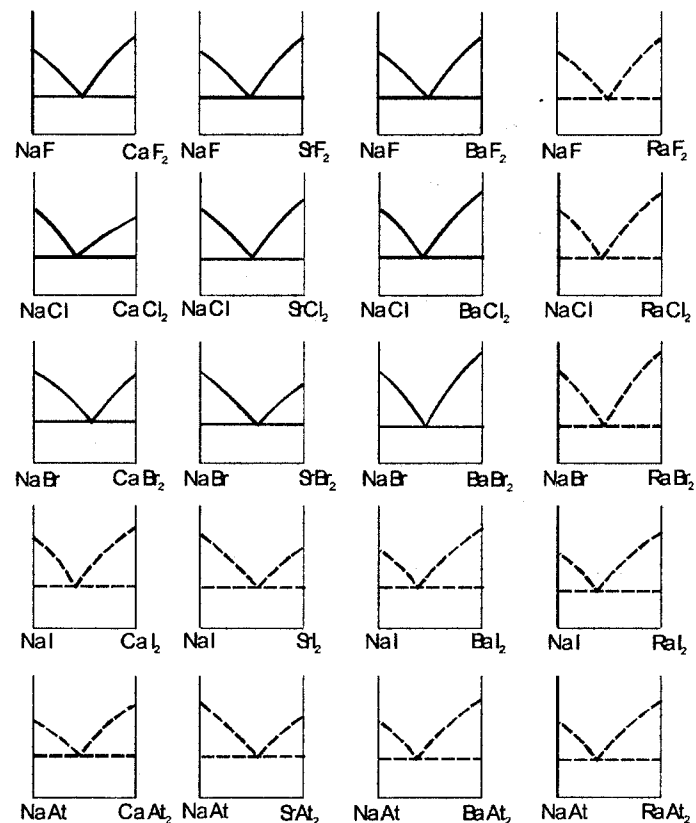 NaF CaF₂ NaF SrF₂ NaF BaF₂ NaF RaF₂
NaCl CaCl₂ NaCl SrCl₂ NaCl BaCl₂ NaCl RaCl₂
NaBr CaBr₂ NaBr SrBr₂ NaBr BaBr₂ NaBr RaBr₂
NaI CaI₂ NaI SrI₂ NaI BaI₂ NaI RaI₂
NaAt CaAt₂ NaAt SrAt₂ NaAt BaAt₂ NaAt RaAt₂